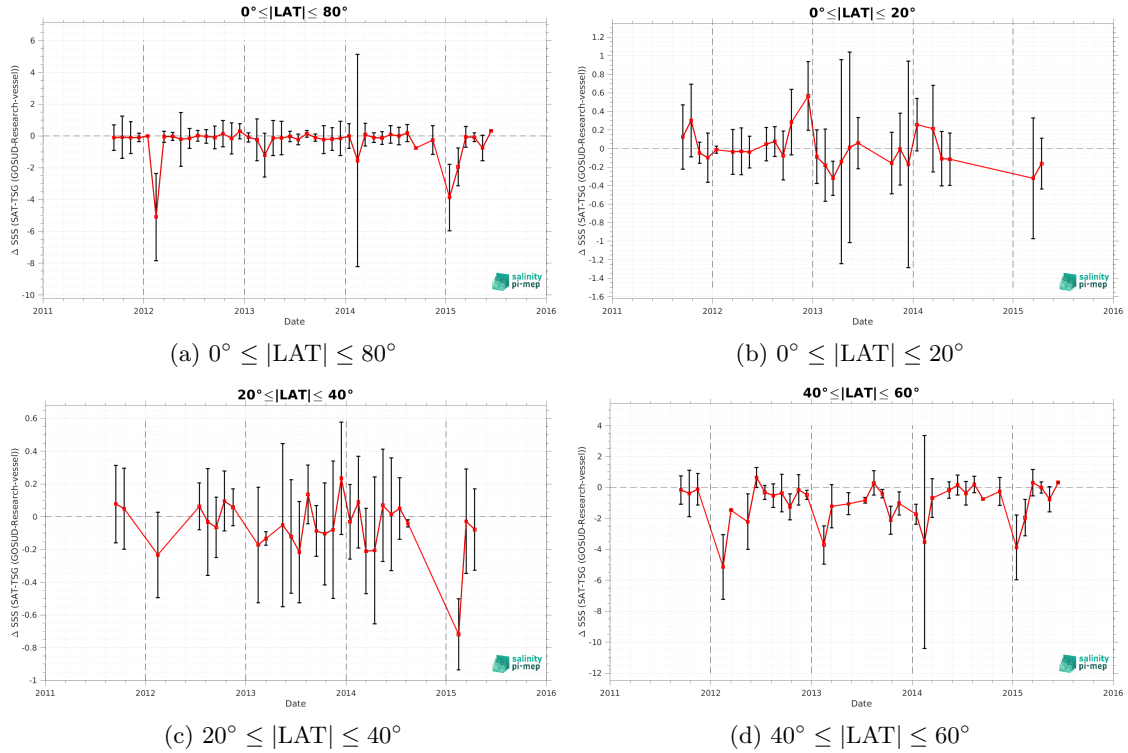 0°≤|LAT|≤ 80°
Δ SSS (SAT-TSG (GOSUD-Research-vessel))
6
4
2
0
-2
-4
-6
-8
-10
salinity
pi-mep
2011 2012 2013 2014 2015 2016
Date
(a) 0° ≤ |LAT| ≤ 80°
0°≤|LAT|≤ 20°
Δ SSS (SAT-TSG (GOSUD-Research-vessel))
1.2
1
0.8
0.6
0.4
0.2
0
-0.2
-0.4
-0.6
-0.8
-1
-1.2
-1.4
-1.6
salinity
pi-mep
2011 2012 2013 2014 2015 2016
Date
(b) 0° ≤ |LAT| ≤ 20°
20°≤|LAT|≤ 40°
Δ SSS (SAT-TSG (GOSUD-Research-vessel))
0.6
0.4
0.2
0
-0.2
-0.4
-0.6
-0.8
-1
salinity
pi-mep
2011 2012 2013 2014 2015 2016
Date
(c) 20° ≤ |LAT| ≤ 40°
40°≤|LAT|≤ 60°
Δ SSS (SAT-TSG (GOSUD-Research-vessel))
4
2
0
-2
-4
-6
-8
-10
-12
salinity
pi-mep
2011 2012 2013 2014 2015 2016
Date
(d) 40° ≤ |LAT| ≤ 60°